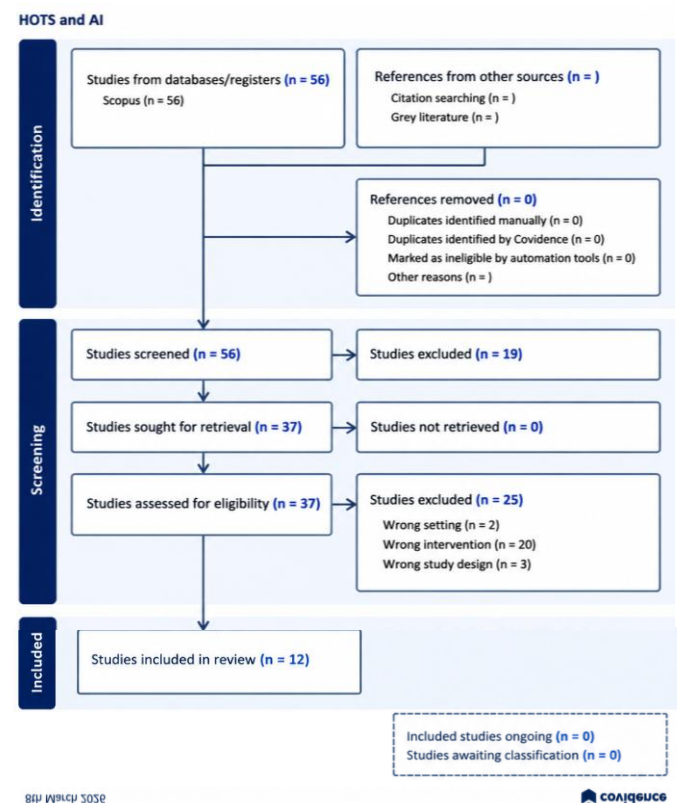 HOTS and AI
Identification
Studies from databases/registers (n = 56)
Scopus (n = 56)
References from other sources (n = )
Citation searching (n = )
Grey literature (n = )
References removed (n = 0)
Duplicates identified manually (n = 0)
Duplicates identified by Covidence (n = 0)
Marked as ineligible by automation tools (n = 0)
Other reasons (n = )
Screening
Studies screened (n = 56)
Studies excluded (n = 19)
Studies sought for retrieval (n = 37)
Studies not retrieved (n = 0)
Studies assessed for eligibility (n = 37)
Studies excluded (n = 25)
Wrong setting (n = 2)
Wrong intervention (n = 20)
Wrong study design (n = 3)
Included
Studies included in review (n = 12)
Included studies ongoing (n = 0)
Studies awaiting classification (n = 0)
8th March 2026
covidence